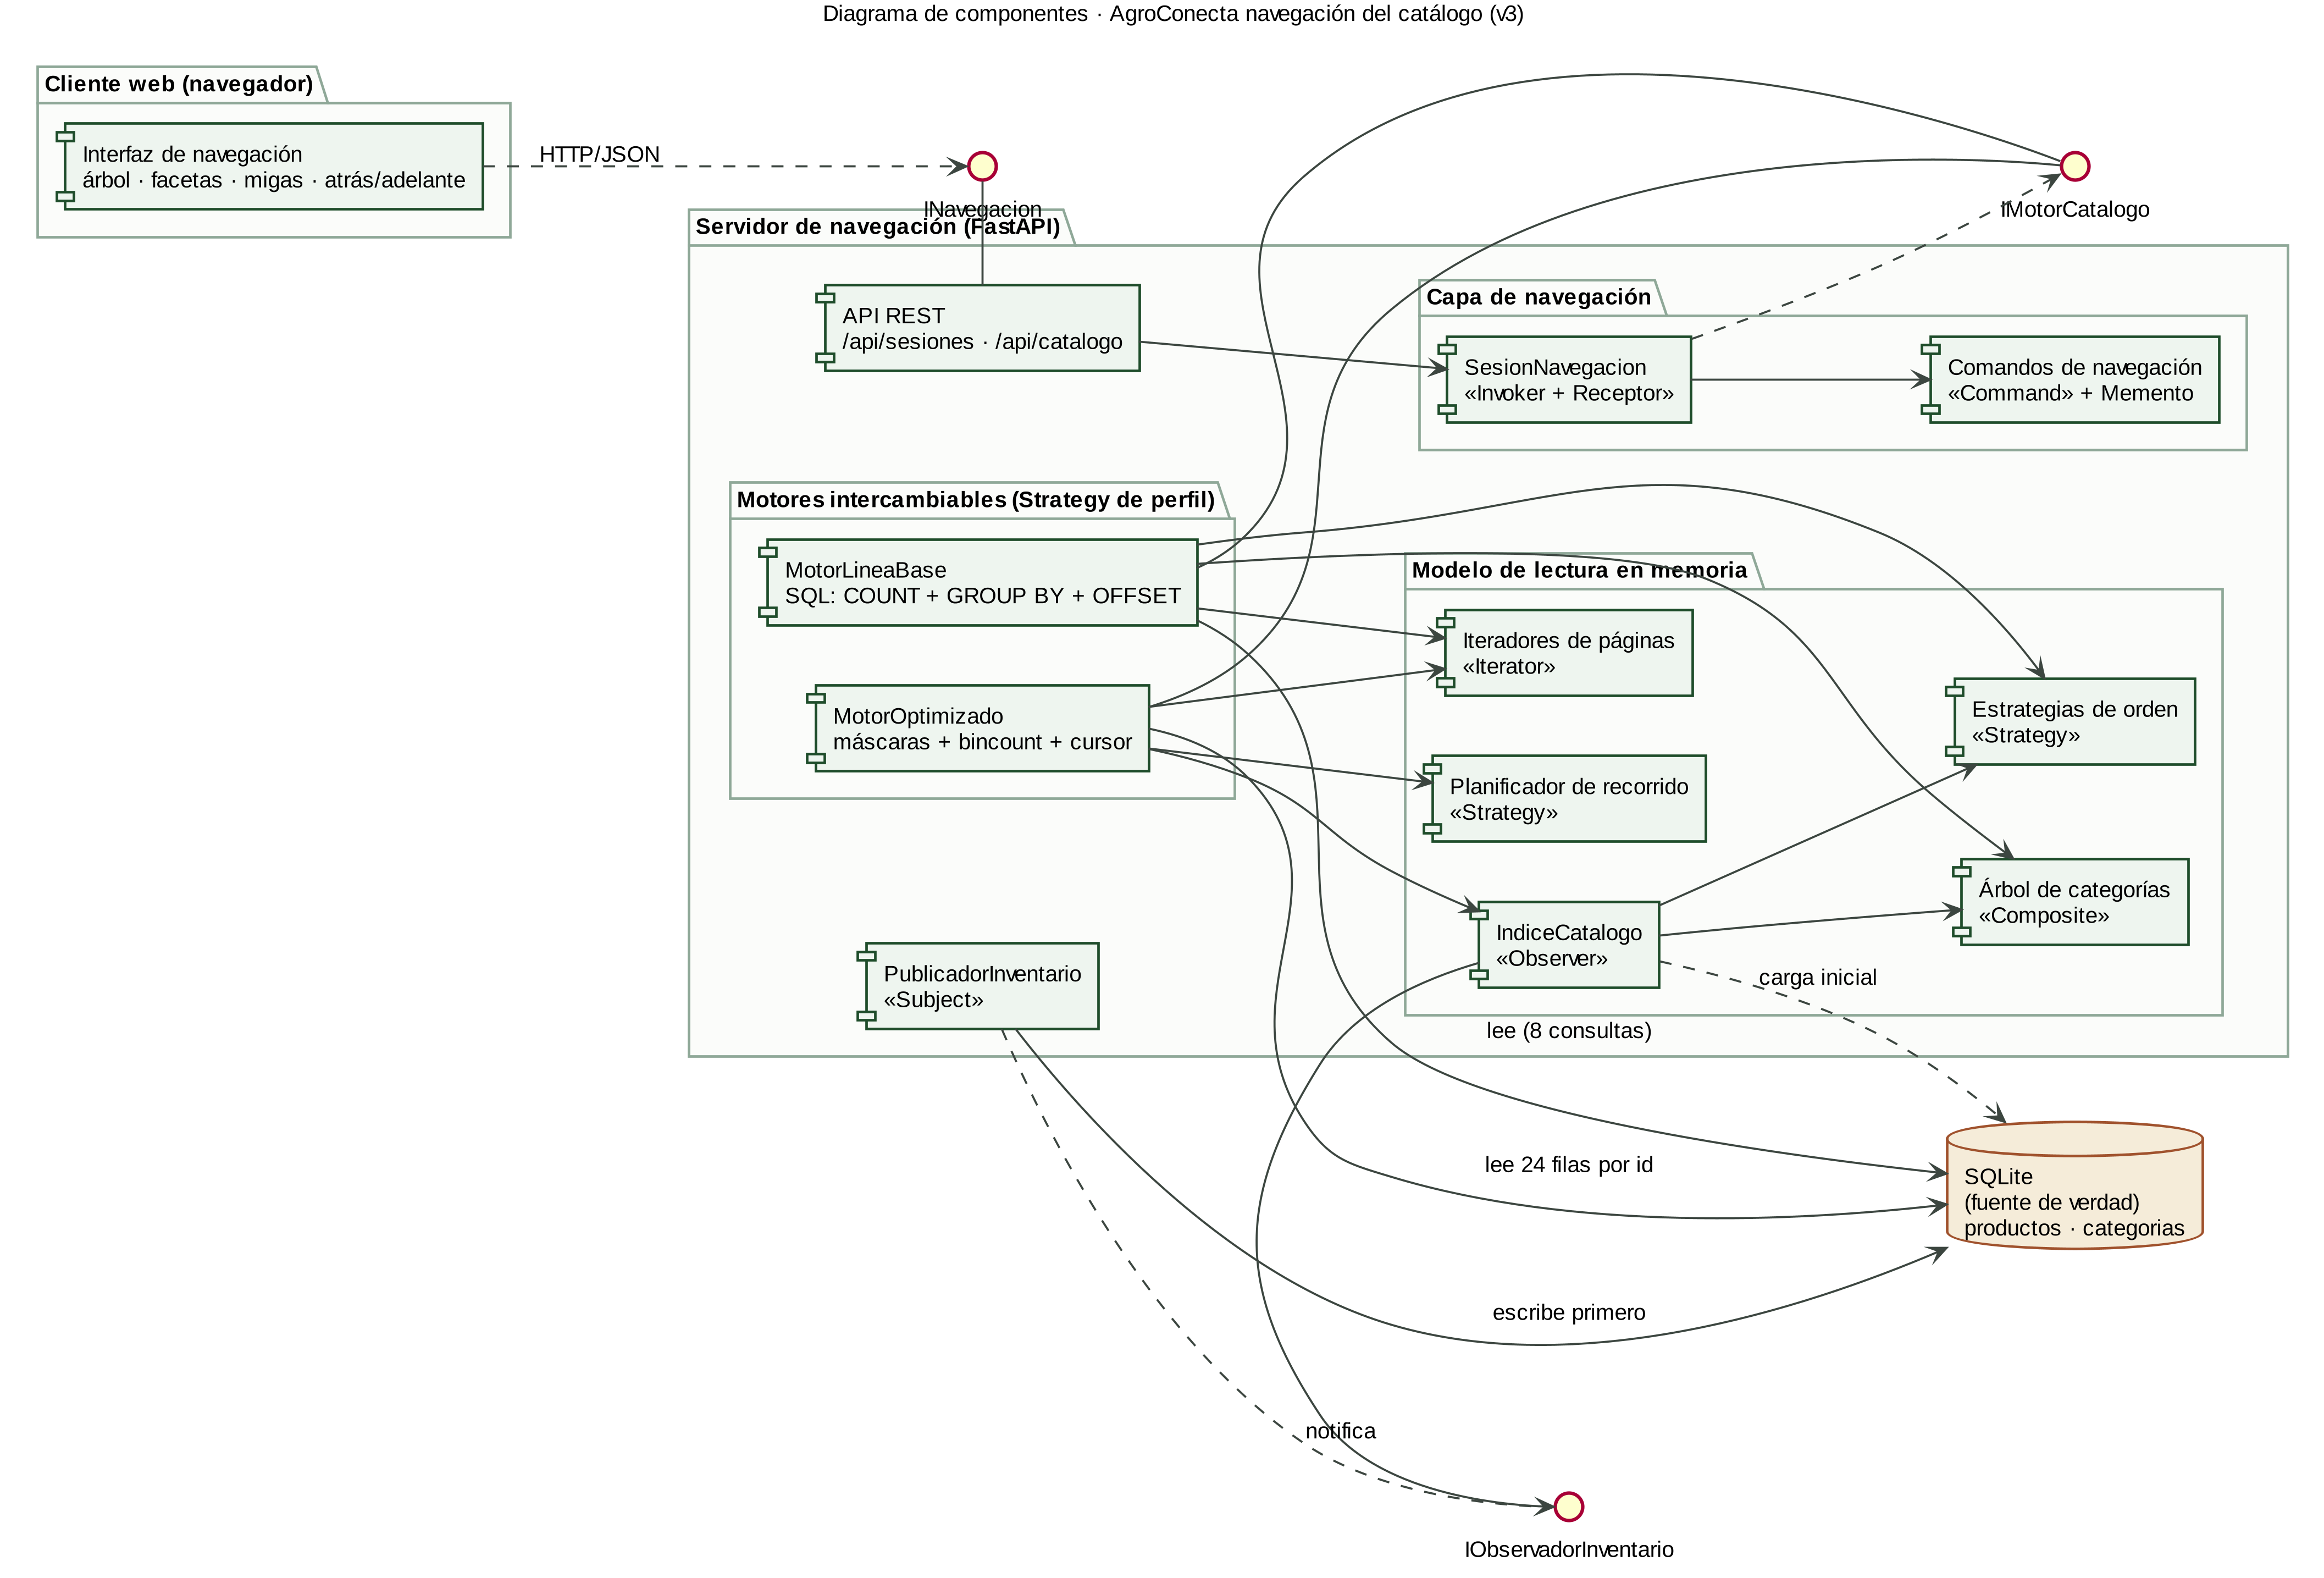 Diagrama de componentes · AgroConecta navegación del catálogo (v3)
Cliente web (navegador)
Interfaz de navegación
árbol · facetas · migas · atrás/adelante
HTTP/JSON
INavegacion
IMotorCatalogo
Servidor de navegación (FastAPI)
API REST
/api/sesiones · /api/catalogo
Capa de navegación
SesionNavegacion
«Invoker + Receptor»
Comandos de navegación
«Command» + Memento
Motores intercambiables (Strategy de perfil)
MotorLineaBase
SQL: COUNT + GROUP BY + OFFSET
MotorOptimizado
máscaras + bincount + cursor
Modelo de lectura en memoria
Iteradores de páginas
«Iterator»
Estrategias de orden
«Strategy»
Planificador de recorrido
«Strategy»
Árbol de categorías
«Composite»
IndiceCatalogo
«Observer»
PublicadorInventario
«Subject»
carga inicial
lee (8 consultas)
lee 24 filas por id
SQLite
(fuente de verdad)
productos · categorias
escribe primero
notifica
IObservadorInventario